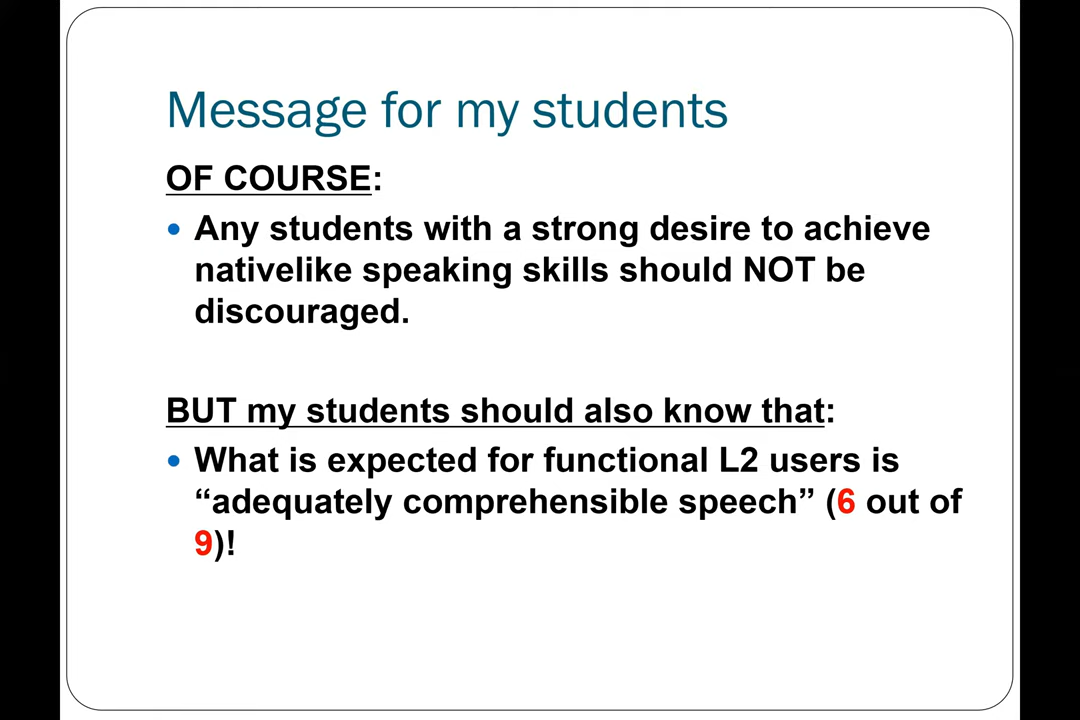 Message for my students
OF COURSE:
• Any students with a strong desire to achieve
nativelike speaking skills should NOT be
discouraged.
BUT my students should also know that:
• What is expected for functional L2 users is
“adequately comprehensible speech” (6 out of
9)!